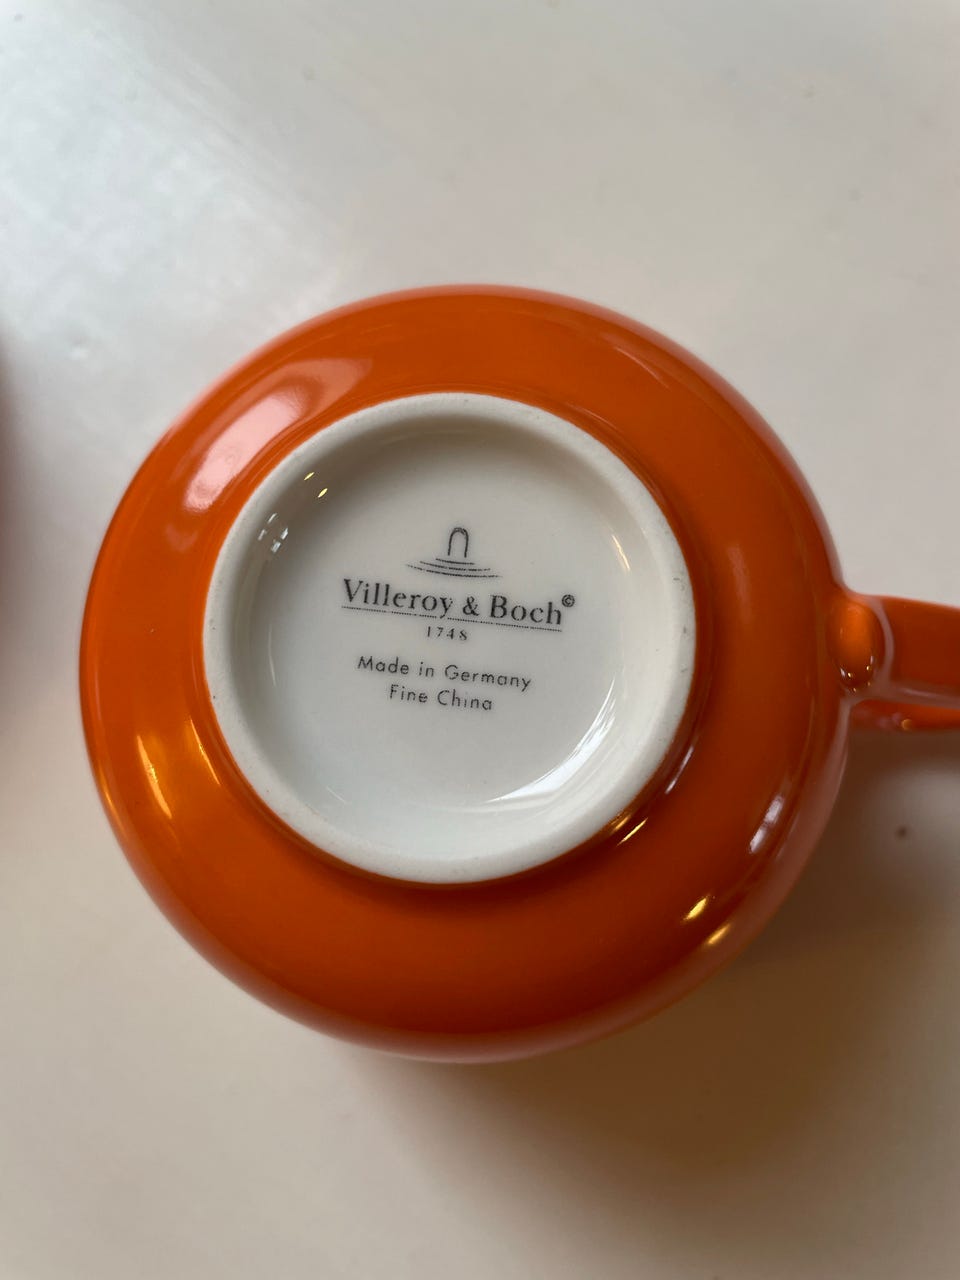 Villeroy & Boch©
1748
Made in Germany
Fine China